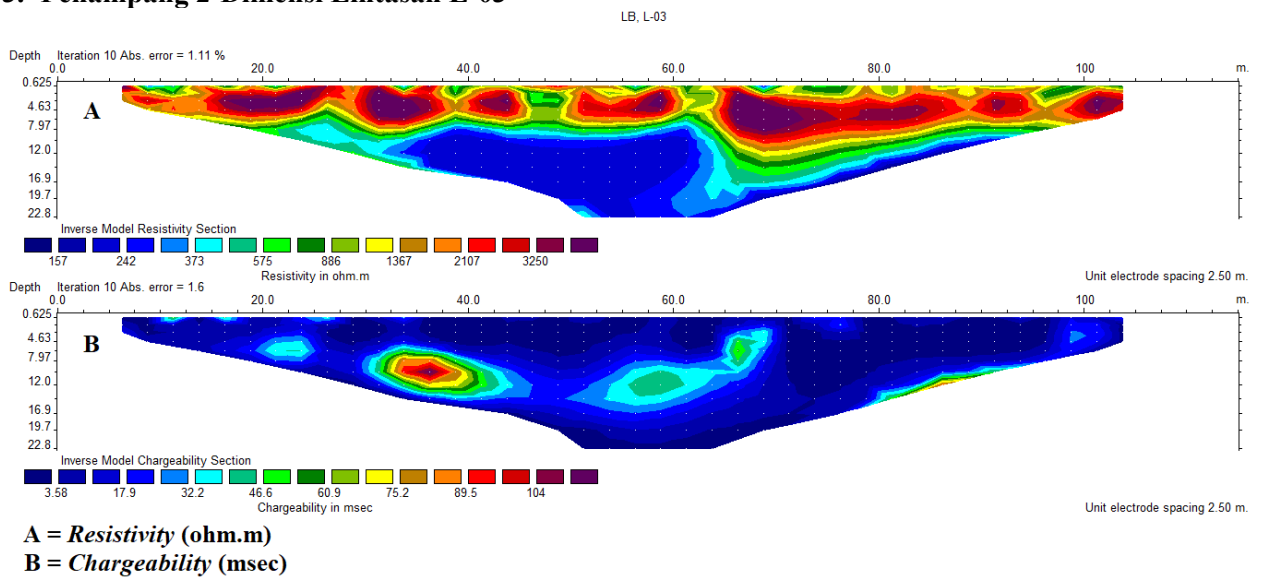 LB, L-03
Depth Iteration 10 Abs. error = 1.11 %
0.0 20.0 40.0 60.0 80.0 100 m.
0.625
4.63
A
7.97
12.0
16.9
19.7
22.8
Inverse Model Resistivity Section
157 242 373 575 886 1367 2107 3250
Resistivity in ohm.m
Unit electrode spacing 2.50 m.
Depth Iteration 10 Abs. error = 1.6
0.0 20.0 40.0 60.0 80.0 100 m.
0.625
4.63
B
7.97
12.0
16.9
19.7
22.8
Inverse Model Chargeability Section
3.58 17.9 32.2 46.6 60.9 75.2 89.5 104
Chargeability in msec
Unit electrode spacing 2.50 m.
A = Resistivity (ohm.m)
B = Chargeability (msec)